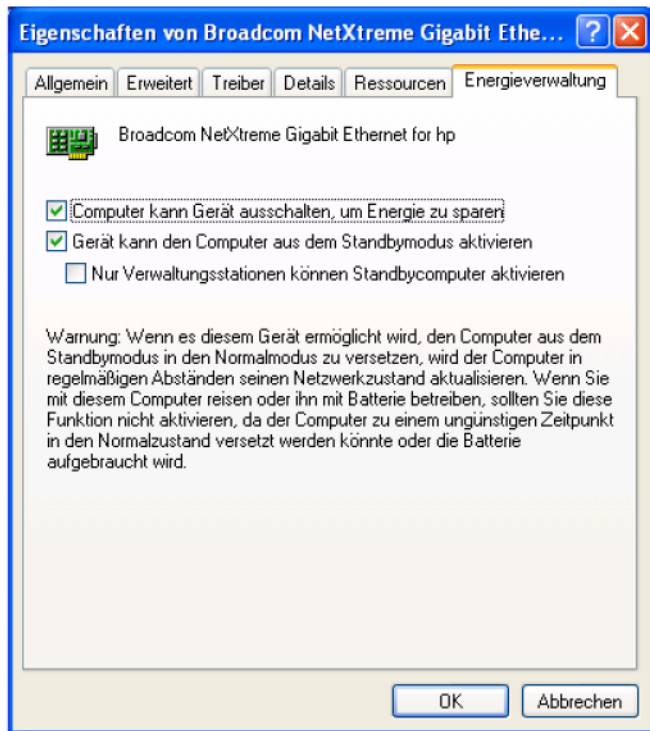 Eigenschaften von Broadcom NetXtreme Gigabit Ethe...
Allgemein Erweitert Treiber Details Ressourcen Energieverwaltung
Broadcom NetXtreme Gigabit Ethernet for hp
Computer kann Gerät ausschalten, um Energie zu sparen
Gerät kann den Computer aus dem Standbymodus aktivieren
Nur Verwaltungsstationen können Standbycomputer aktivieren
Warnung: Wenn es diesem Gerät ermöglicht wird, den Computer aus dem
Standbymodus in den Normalmodus zu versetzen, wird der Computer in
regelmäßigen Abständen seinen Netzwerkzustand aktualisieren. Wenn Sie
mit diesem Computer reisen oder ihn mit Batterie betreiben, sollten Sie diese
Funktion nicht aktivieren, da der Computer zu einem ungünstigen Zeitpunkt
in den Normalzustand versetzt werden könnte oder die Batterie
aufgebraucht wird.
OK Abbrechen